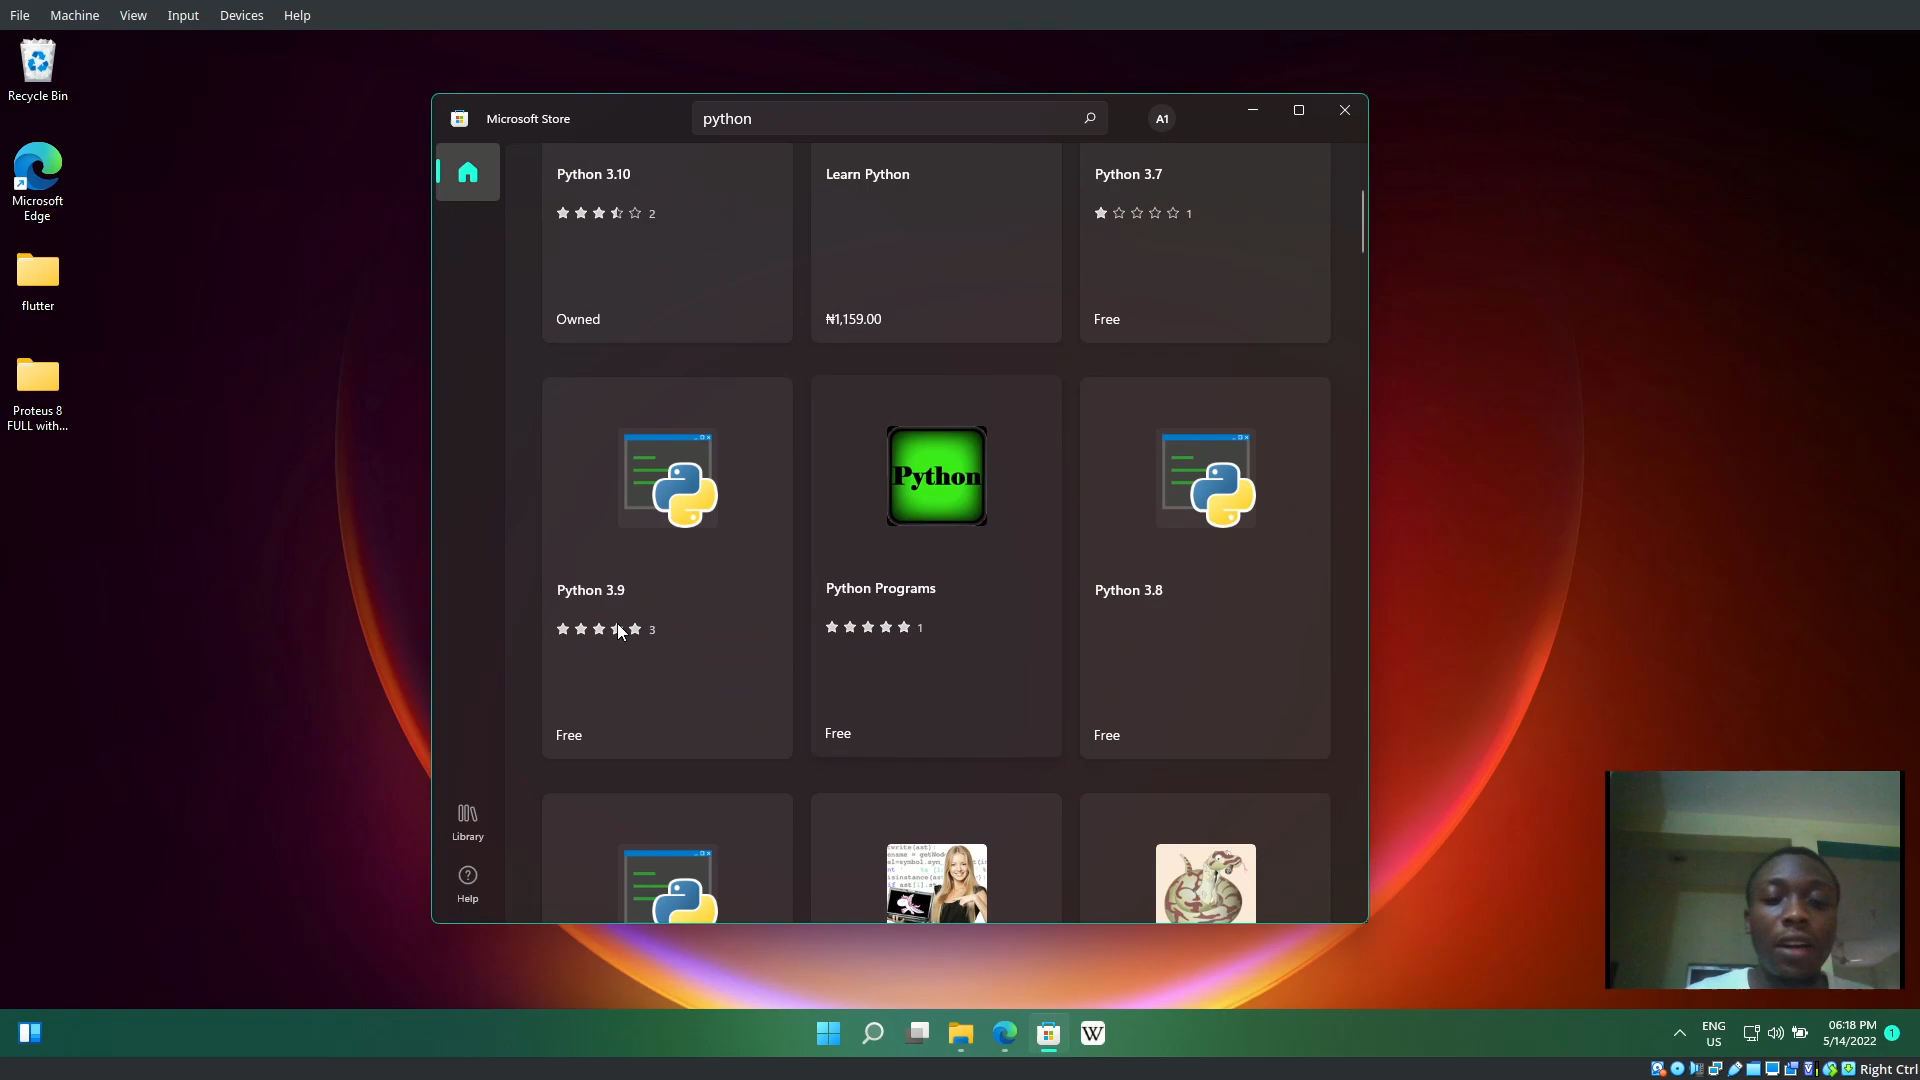 File Machine View Input Devices Help
Recycle Bin
Microsoft
Edge
flutter
Proteus 8
FULL with...
Microsoft Store
python
A1
Python 3.10
2
Owned
Learn Python
₦1,159.00
Python 3.7
1
Free
Python 3.9
3
Free
Python
Python Programs
1
Free
Python 3.8
Free
Library
Help
W
ENG
US
06:18 PM
5/14/2022
1
Right Ctrl